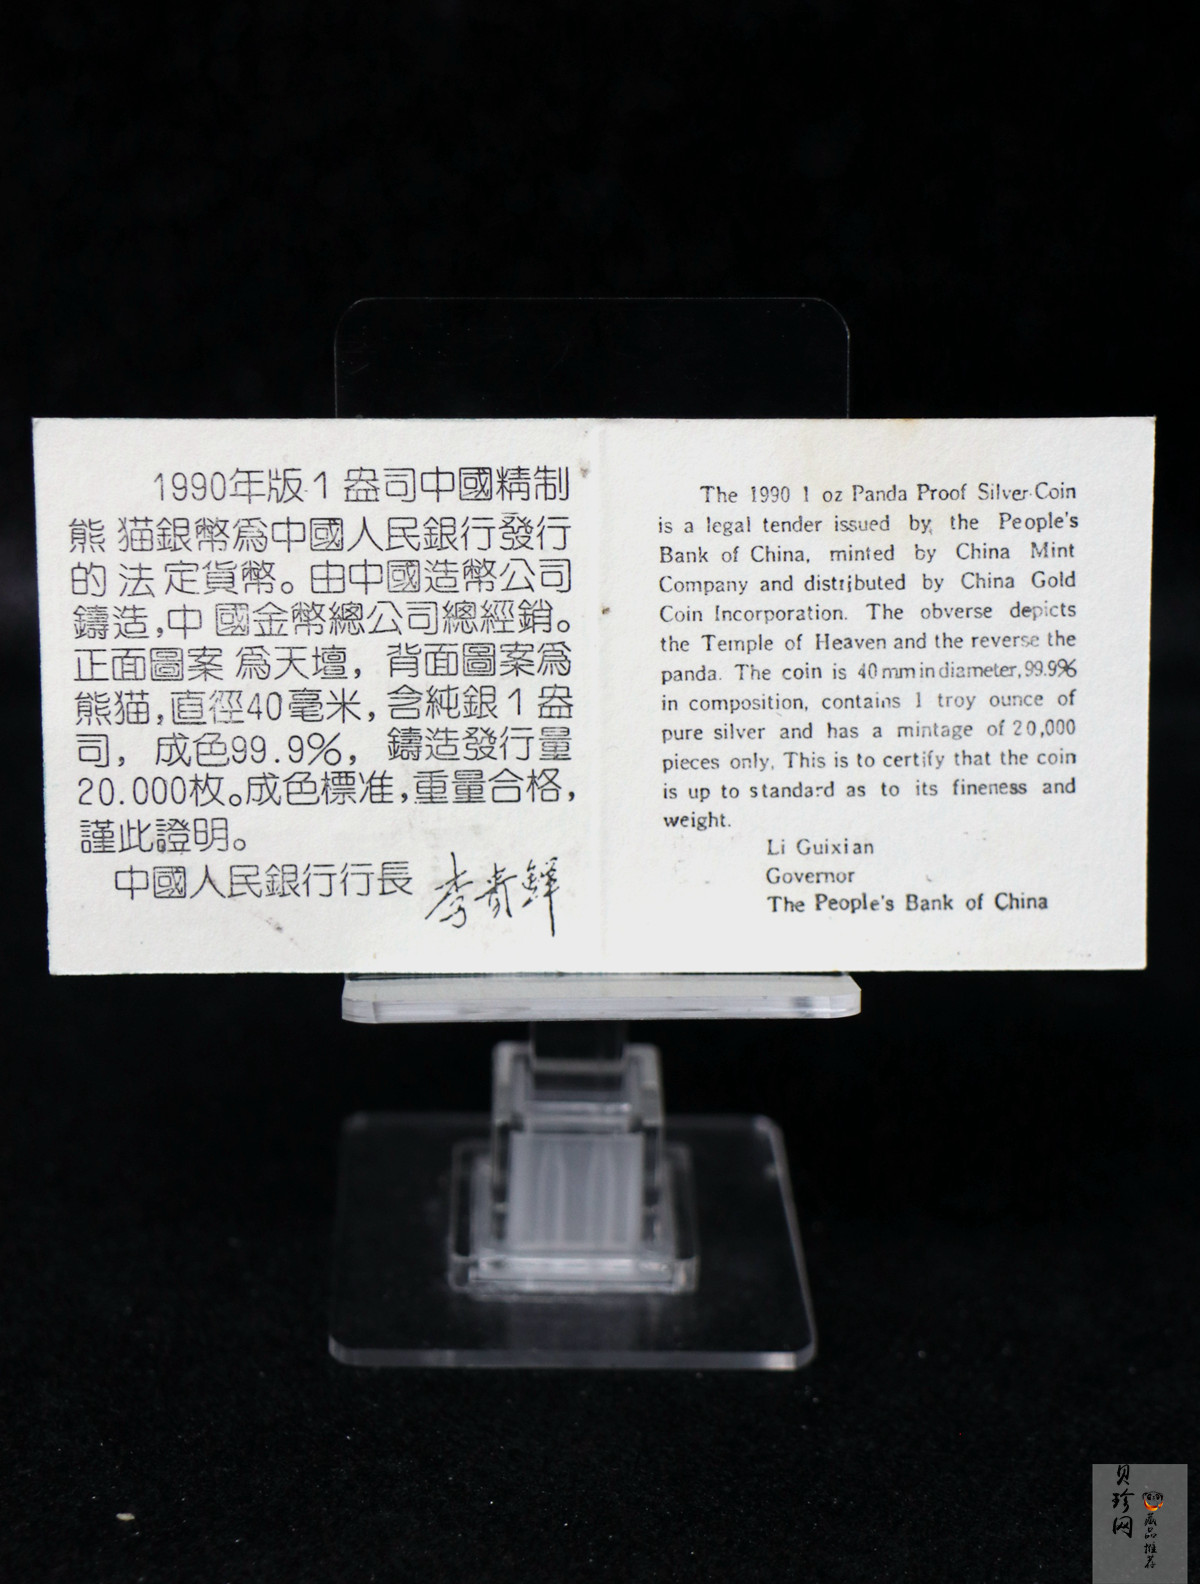 1990年版1盎司中國精制
熊猫銀幣爲中國人民銀行發行
的法定貨幣。由中國造幣公司
鑄造,中國金幣總公司總經銷。
正面圖案爲天壇，背面圖案爲
熊猫,直徑40毫米,含純銀1盎
司，成色99.9%，鑄造發行量
20.000枚。成色標准,重量合格,
謹此證明。
中國人民銀行行長
The 1990 1 oz Panda Proof Silver Coin
is a legal tender issued by, the People's
Bank of China, minted by China Mint
Company and distributed by China Gold
Coin Incorporation. The obverse depicts
the Temple of Heaven and the reverse the
panda. The coin is 40mm in diameter, 99.9%
in composition, contains 1 troy ounce of
pure silver and has a mintage of 20,000
pieces only, This is to certify that the coin
is up to standard as to its fineness and
weight.
Li Guixian
Governor
The People's Bank of China
贝珍网
藏品推荐